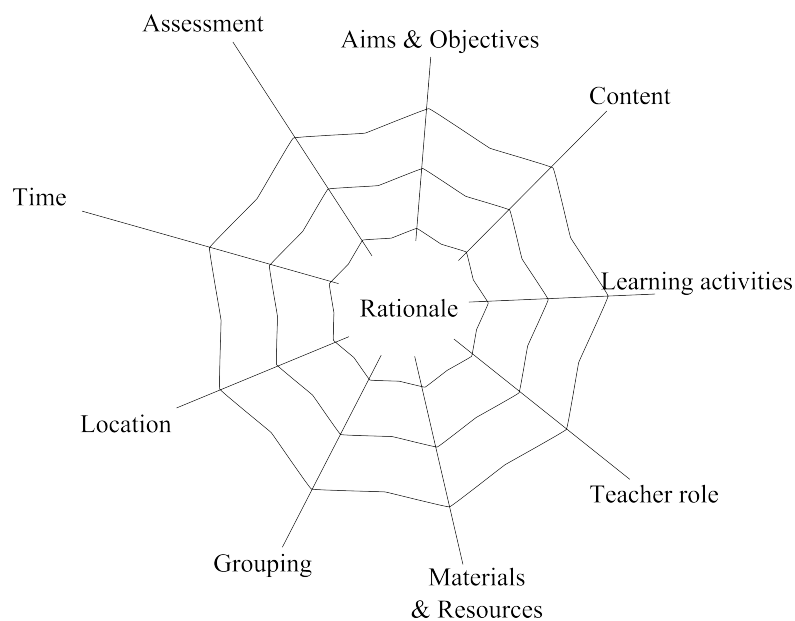 Assessment
Aims & Objectives
Content
Time
Learning activities
Rationale
Location
Teacher role
Grouping
Materials
& Resources